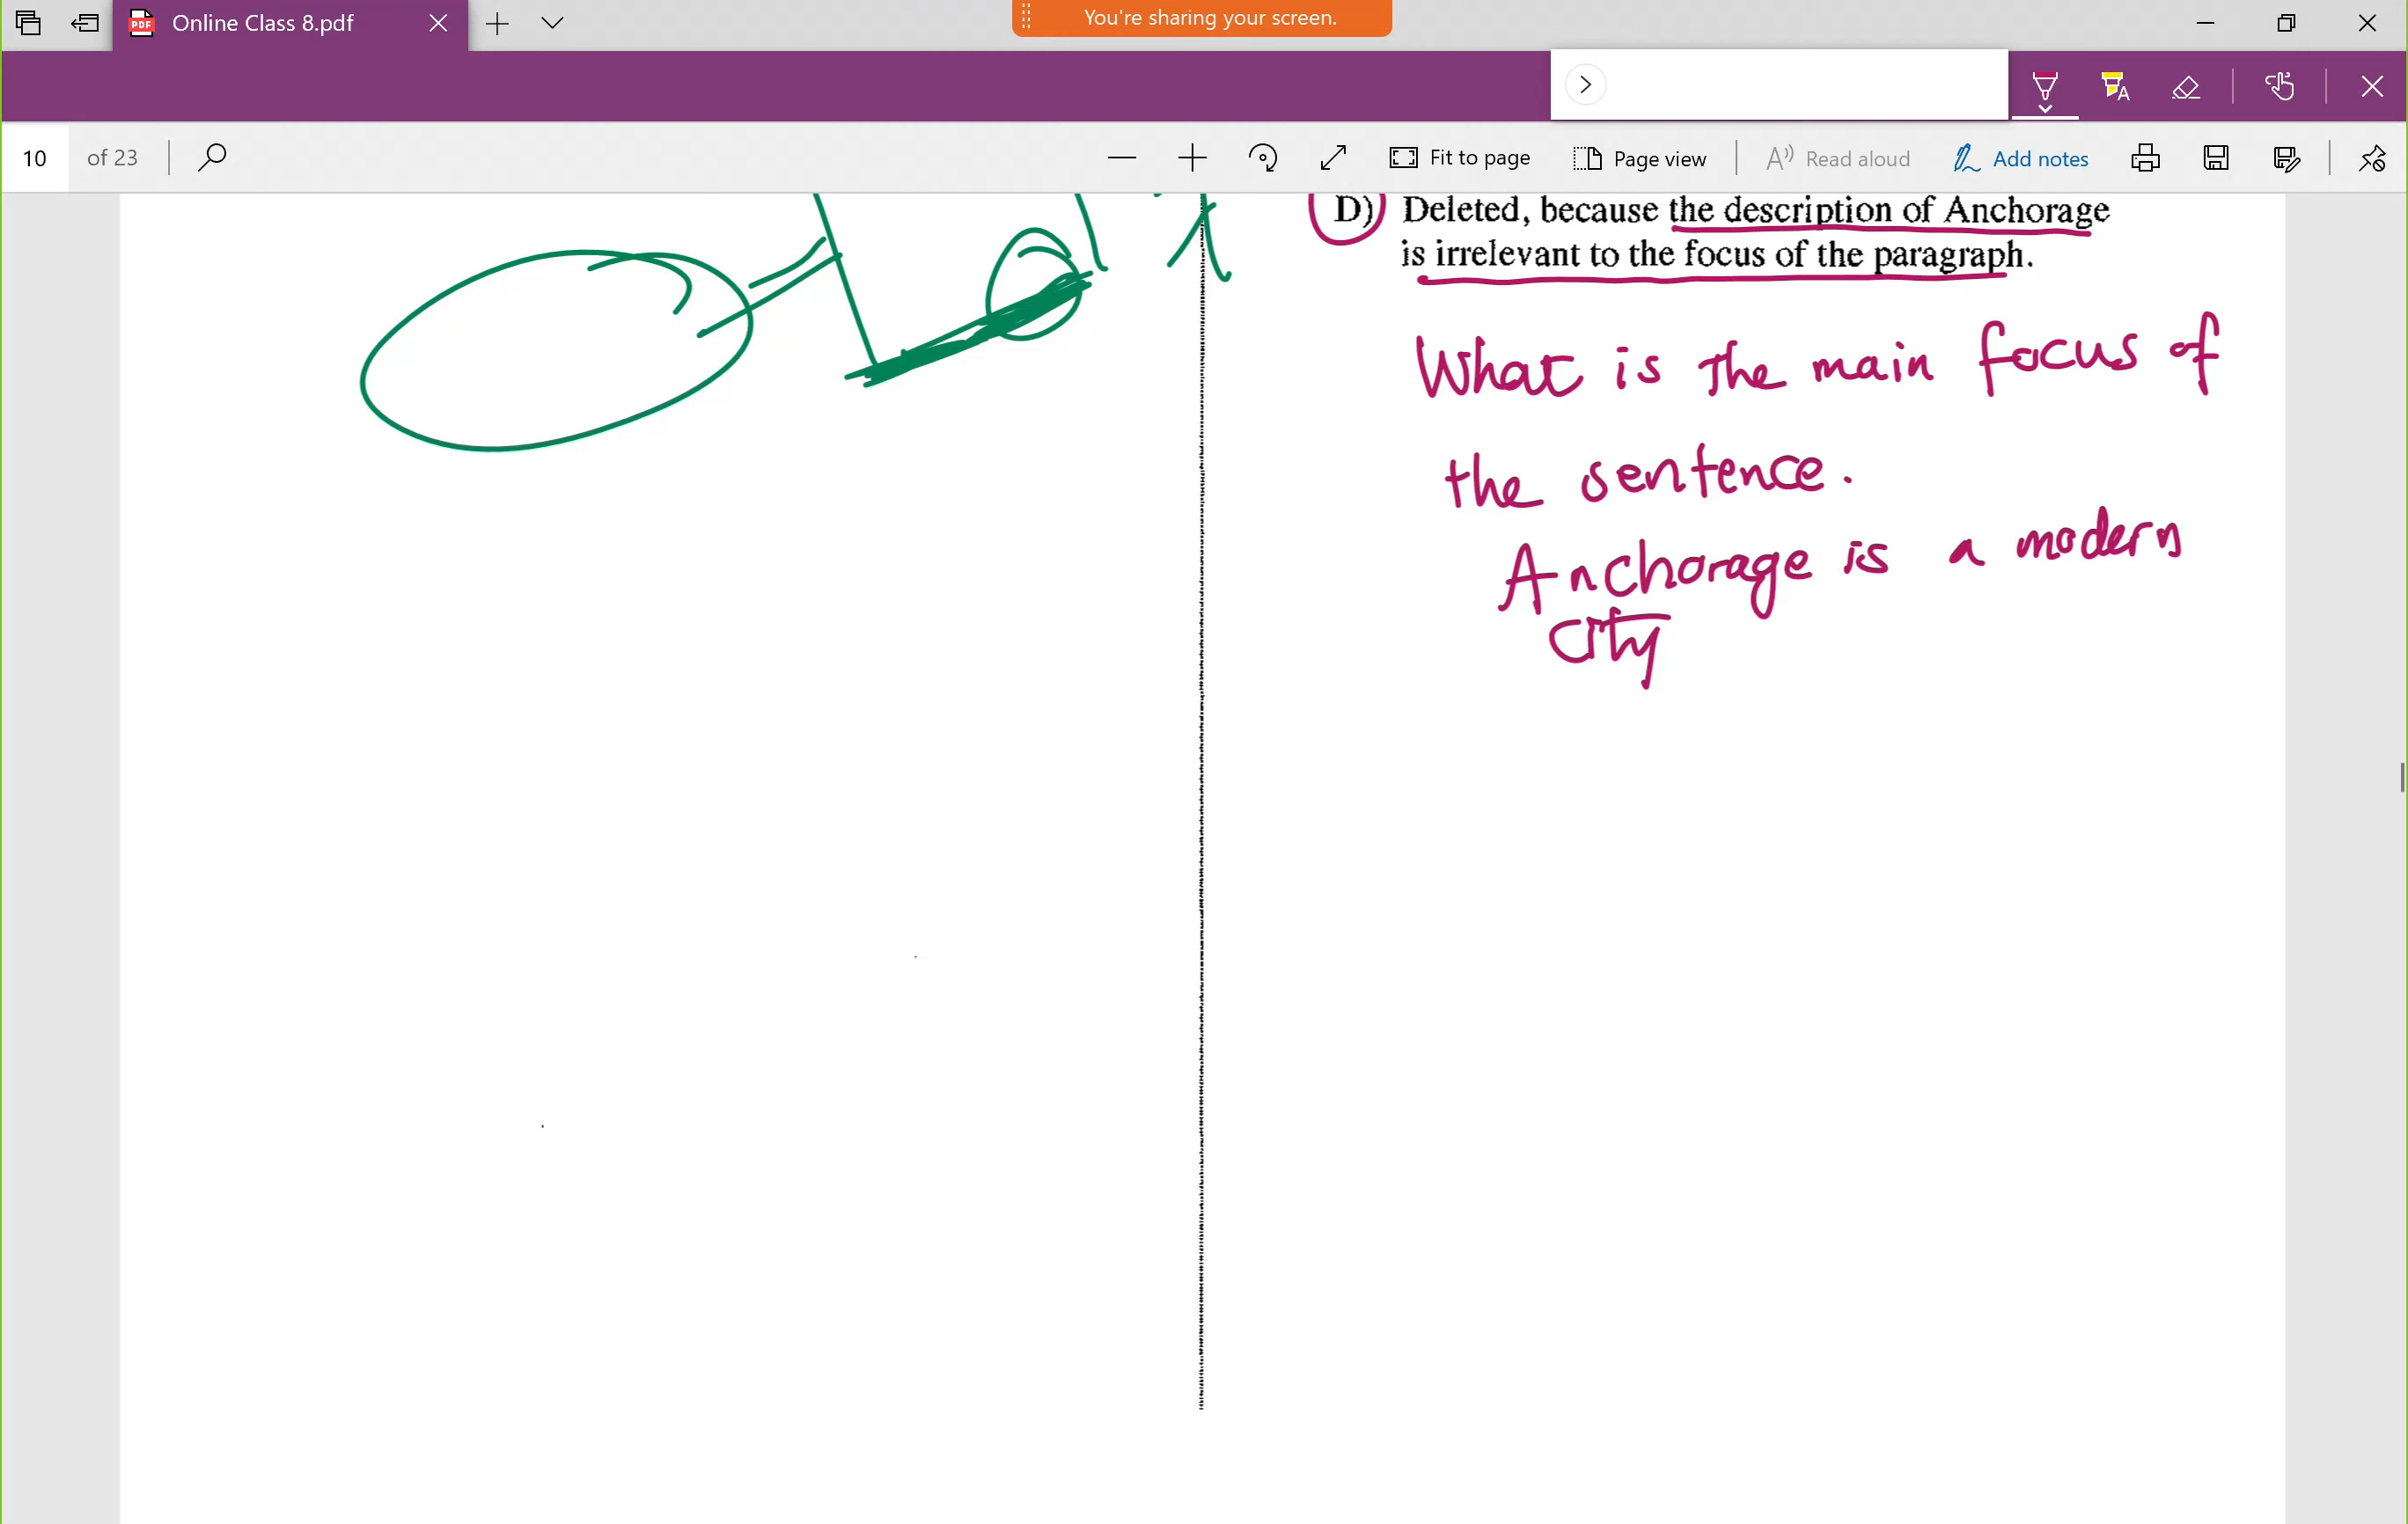 Online Class 8.pdf
You're sharing your screen.
10 of 23
Fit to page
Page view
Read aloud
Add notes
D) Deleted, because the description of Anchorage
is irrelevant to the focus of the paragraph.
What is the main focus of
the sentence.
Anchorage is a modern
city